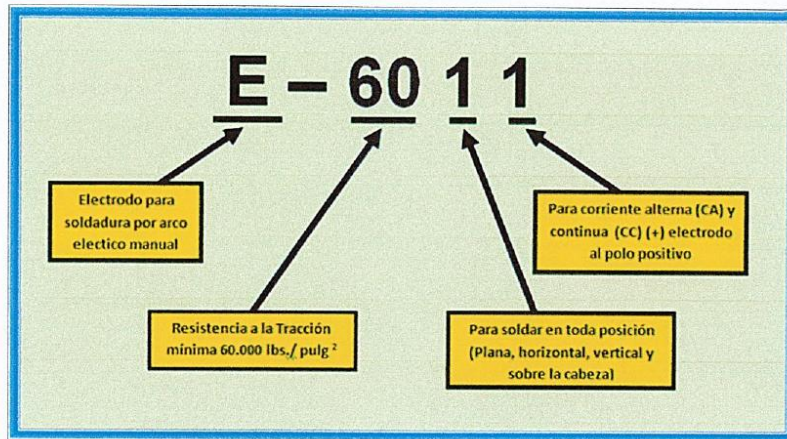 E – 60 1 1
Electrodo para
soldadura por arco
electico manual
Para corriente alterna (CA) y
continua (CC) (+) electrodo
al polo positivo
Resistencia a la Tracción
mínima 60.000 lbs./ pulg ²
Para soldar en toda posición
(Plana, horizontal, vertical y
sobre la cabeza)